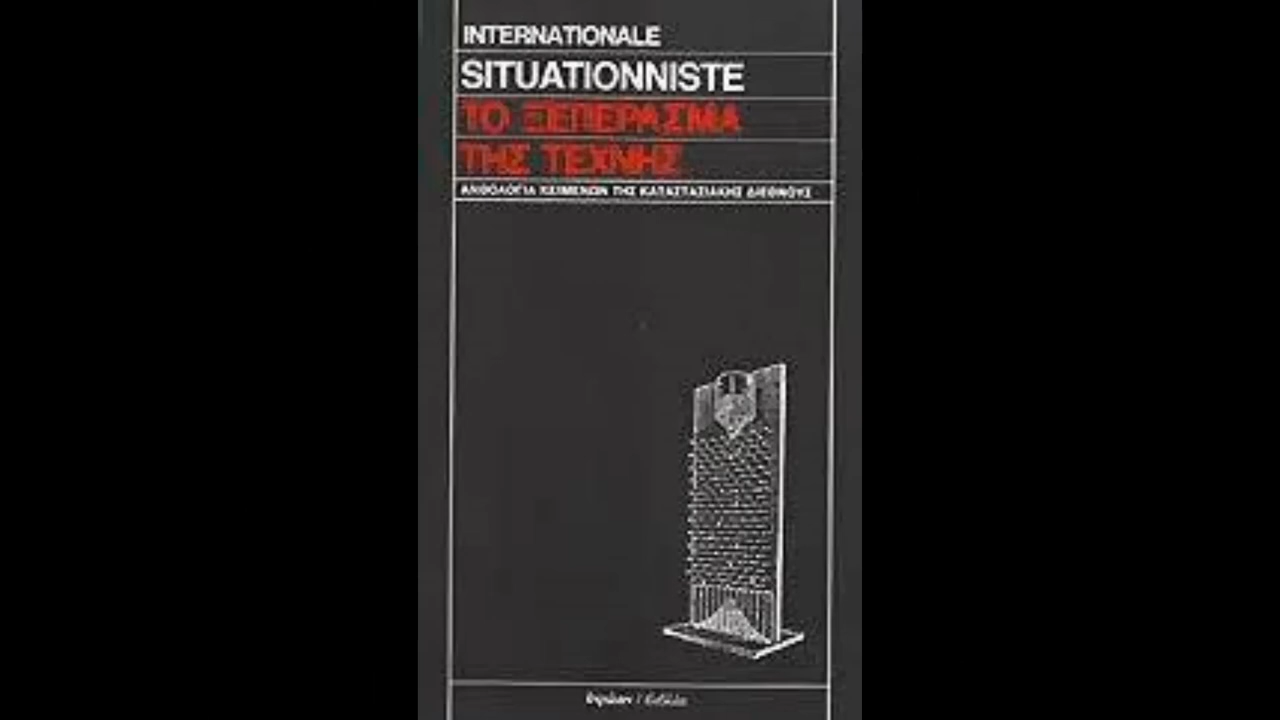 INTERNATIONALE
SITUATIONNISTE
ΤΟ ΞΕΠΕΡΑΣΜΑ
ΤΗΣ ΤΕΧΝΗΣ
ΑΝΘΟΛΟΓΙΑ ΚΕΙΜΕΝΩΝ ΤΗΣ ΚΑΤΑΣΤΑΣΙΑΚΗΣ ΔΙΕΘΝΟΥΣ